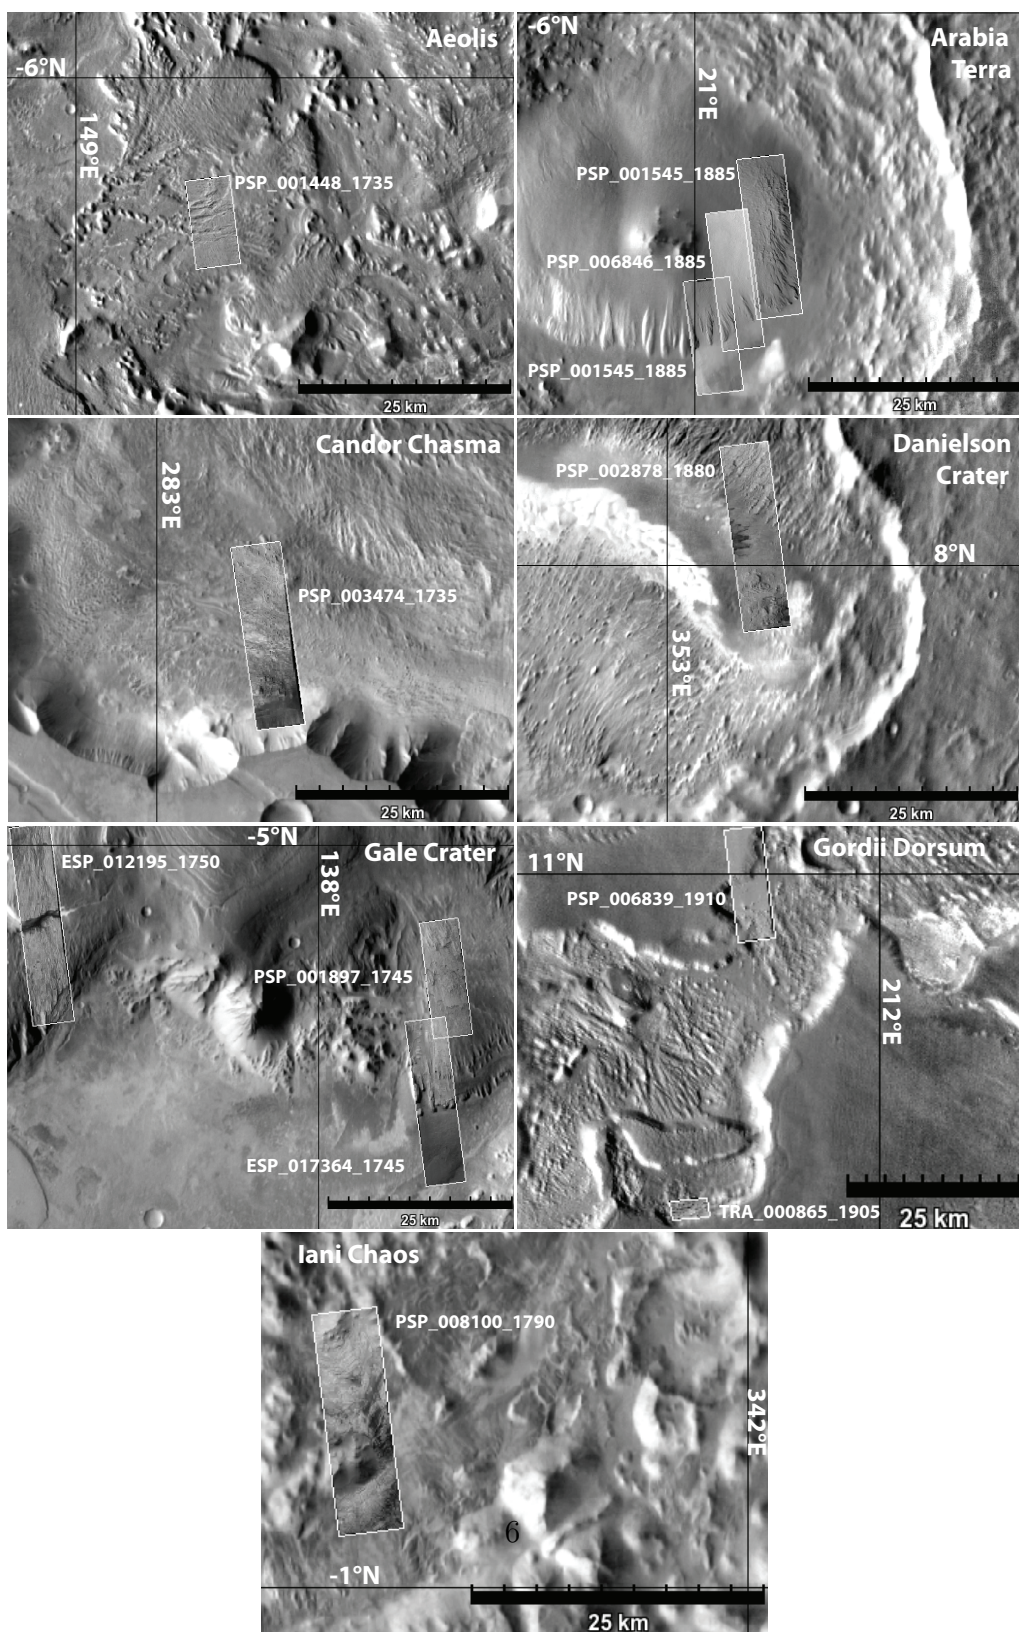 Aeolis
-6°N
149°E
PSP_001448_1735
25 km
-6°N
Arabia
Terra
21°E
PSP_001545_1885
PSP_006846_1885
PSP_001545_1885
25 km
Candor Chasma
283°E
PSP_003474_1735
25 km
Danielson
Crater
PSP_002878_1880
8°N
353°E
25 km
-5°N
Gale Crater
ESP_012195_1750
138°E
PSP_001897_1745
ESP_017364_1745
25 km
Gordii Dorsum
11°N
PSP_006839_1910
212°E
TRA_000865_1905
25 km
Iani Chaos
PSP_008100_1790
342°E
6
-1°N
25 km